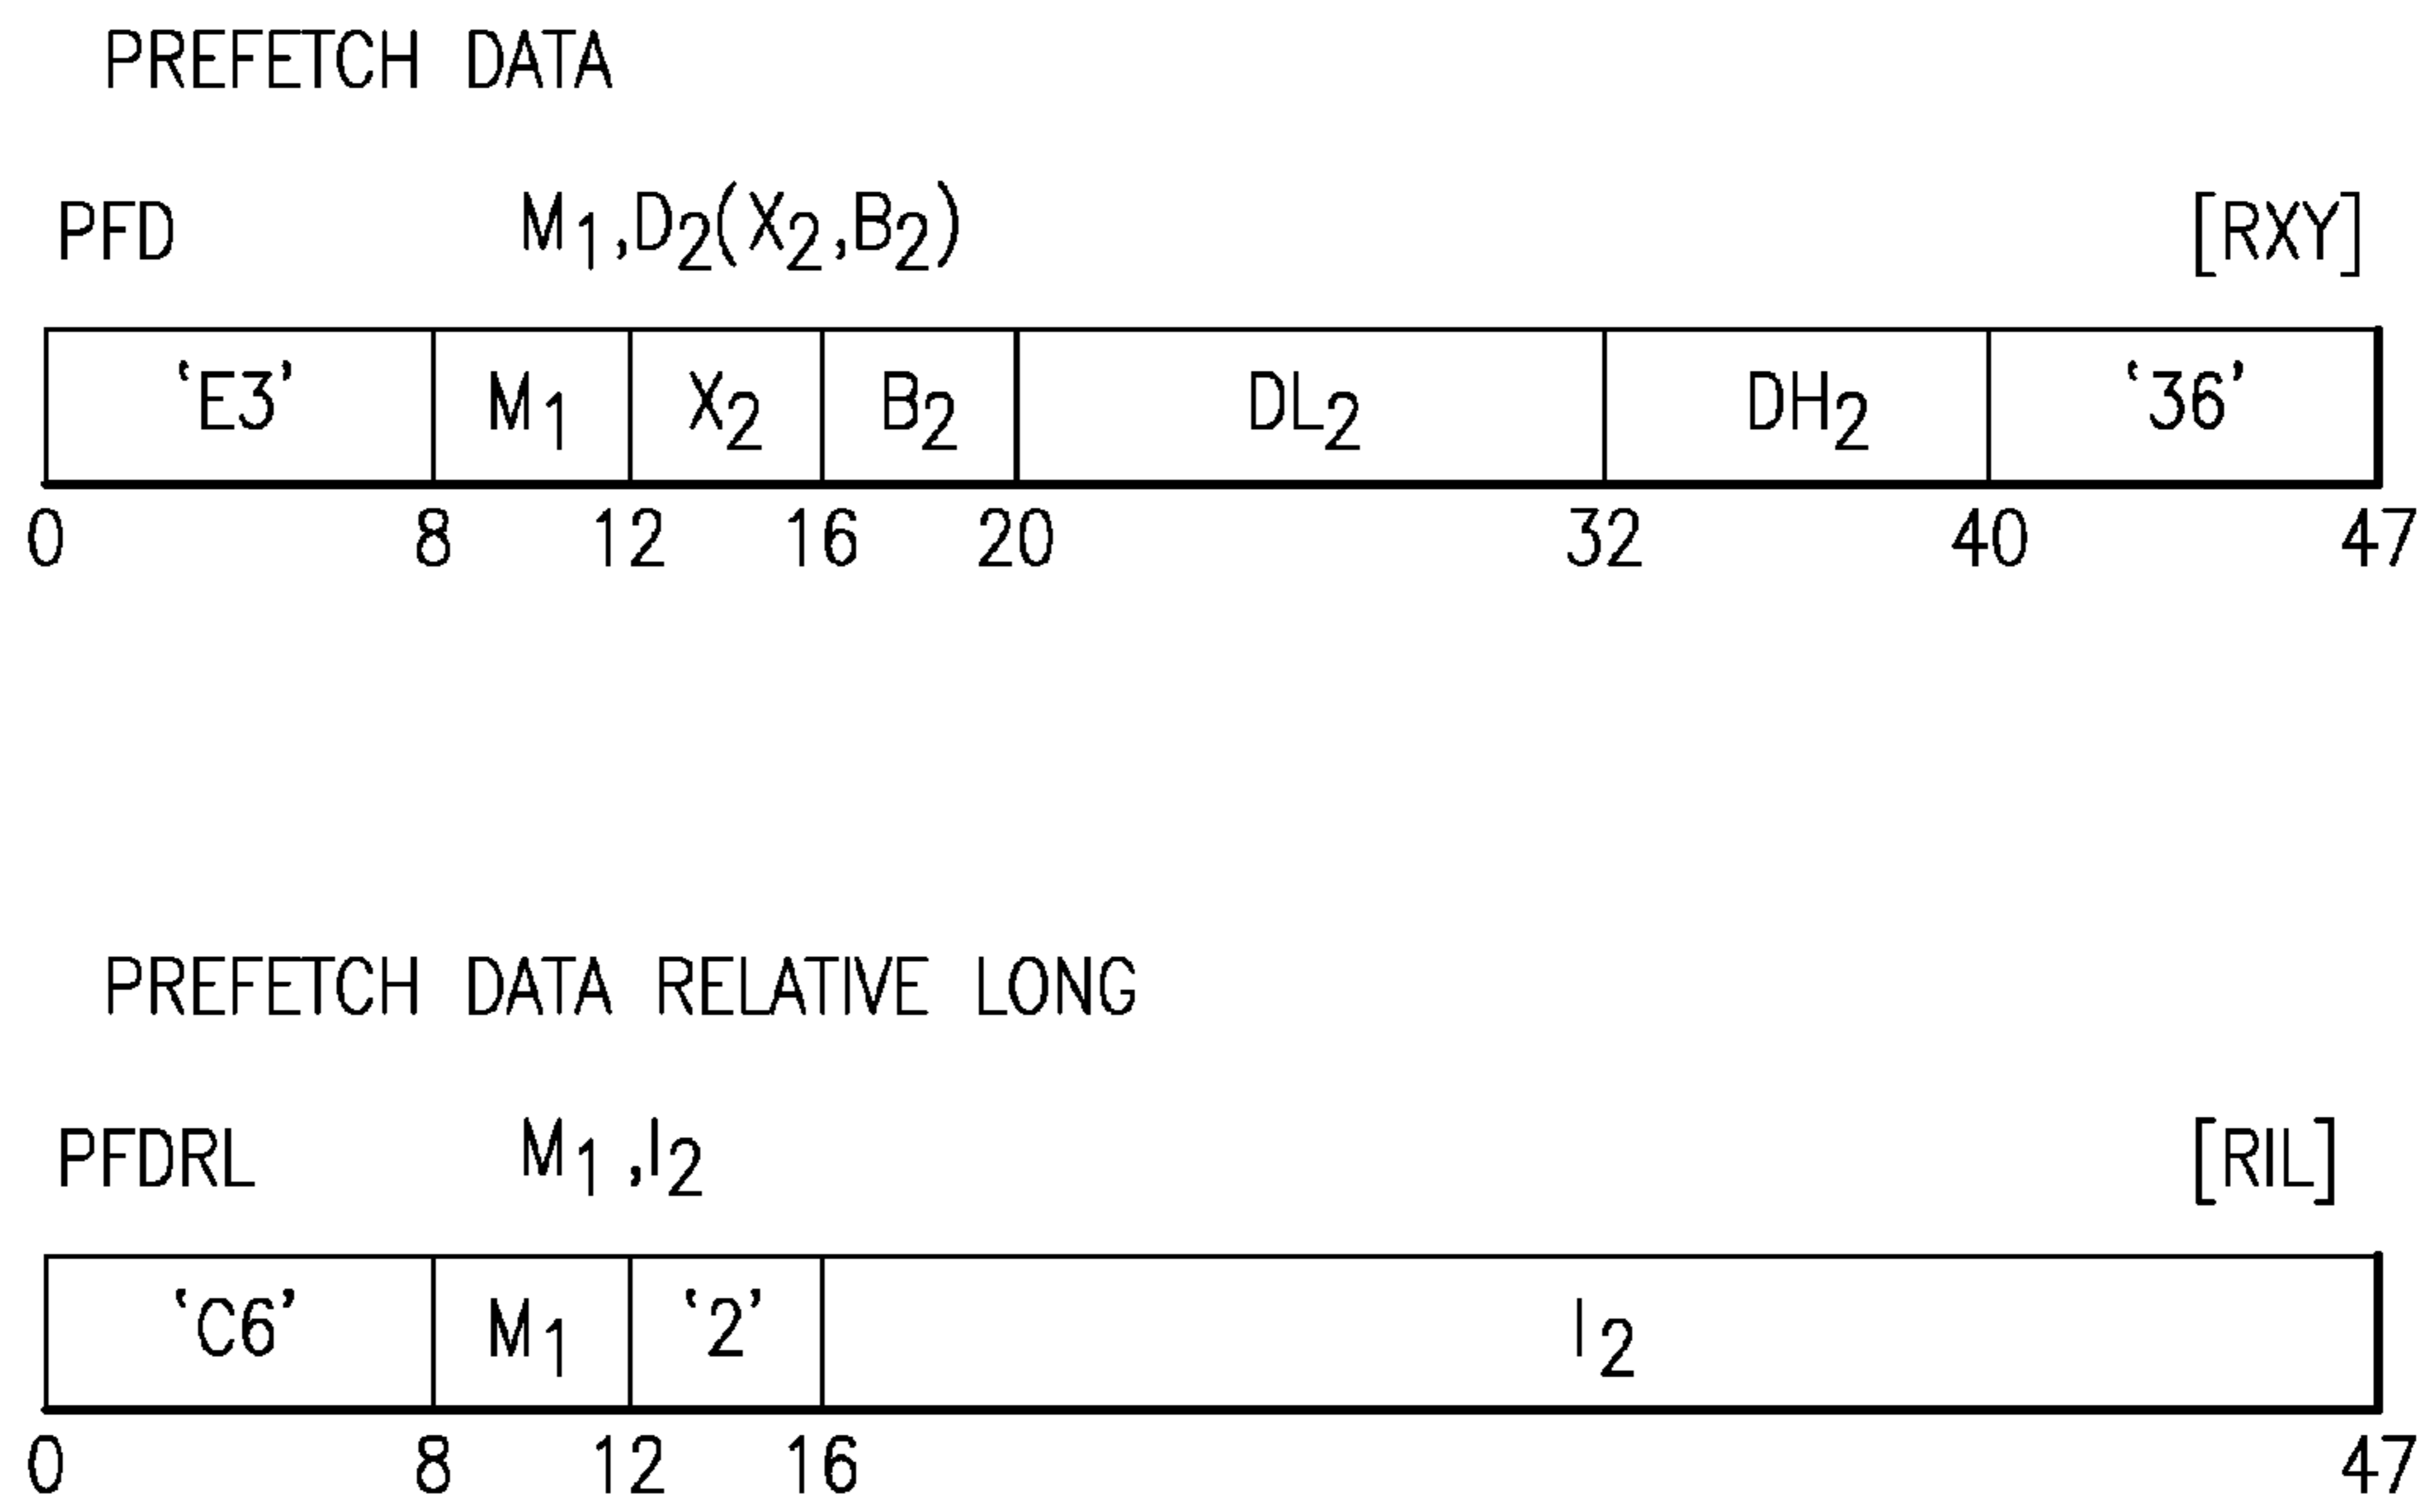 PREFETCH DATA
PFD M₁,D₂(X₂,B₂) [RXY]
‘E3’ M₁ X₂ B₂ DL₂ DH₂ ‘36’
0 8 12 16 20 32 40 47
PREFETCH DATA RELATIVE LONG
PFDRL M₁,I₂ [RIL]
‘C6’ M₁ ‘2’ I₂
0 8 12 16 47